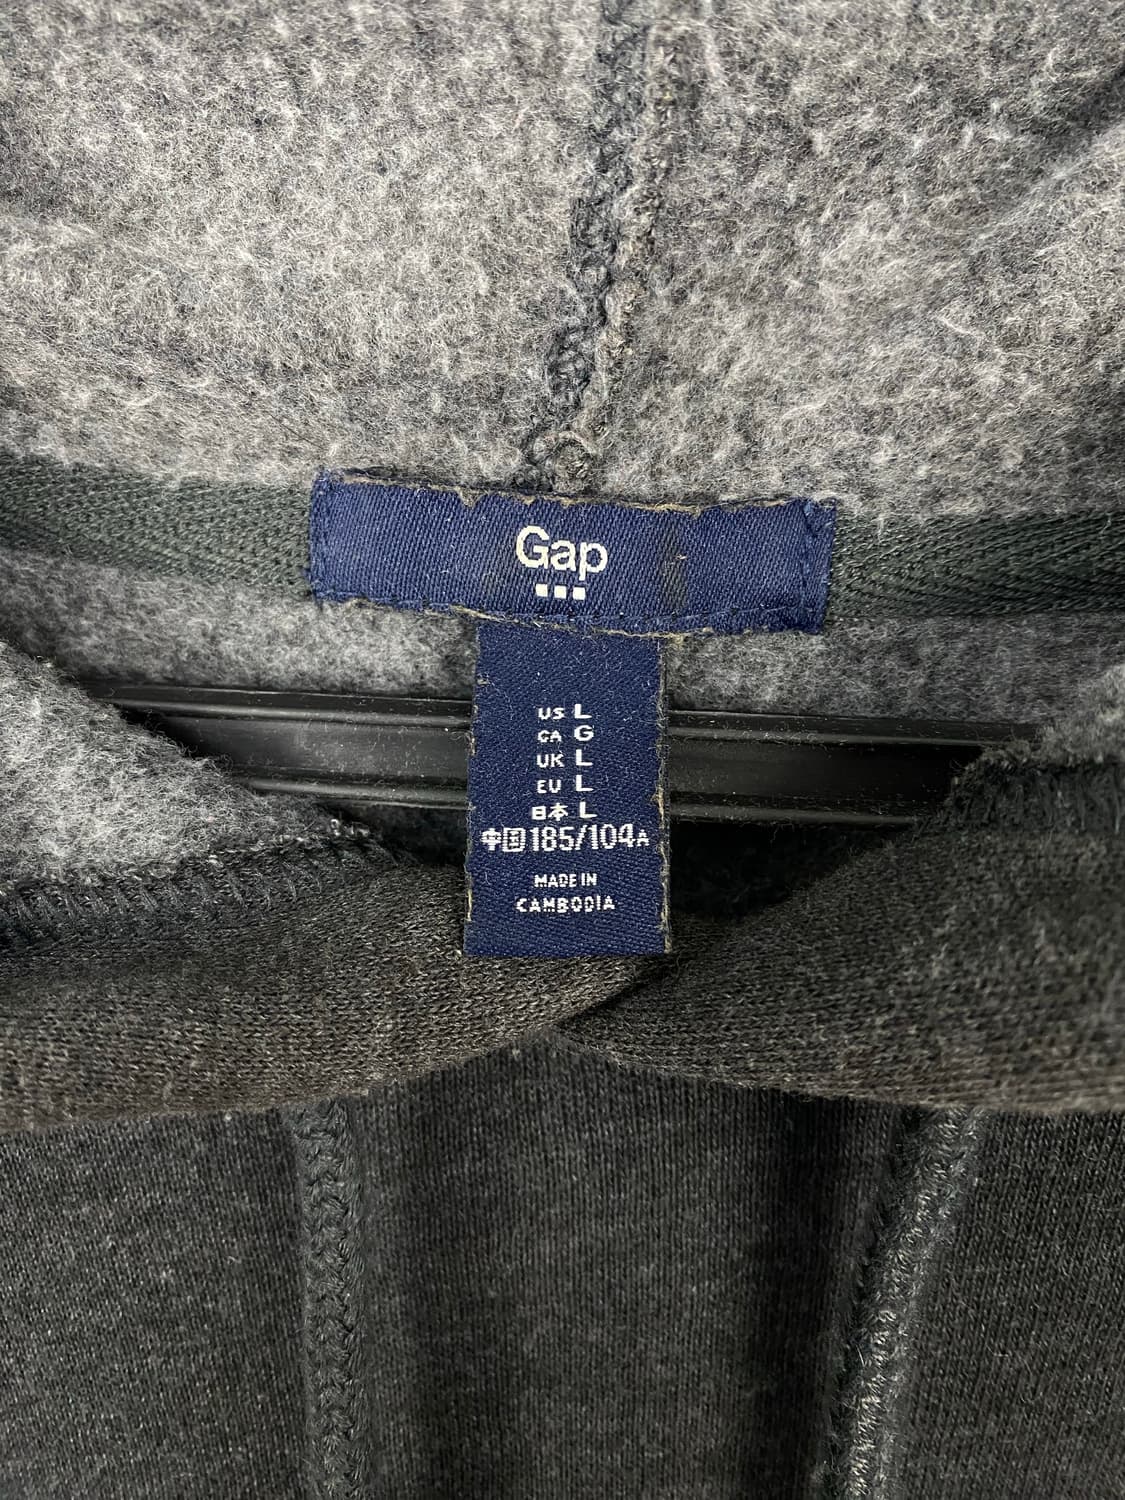 Gap
US L
CA G
UK L
EU L
日本 L
中国 185/104A
MADE IN
CAMBODIA